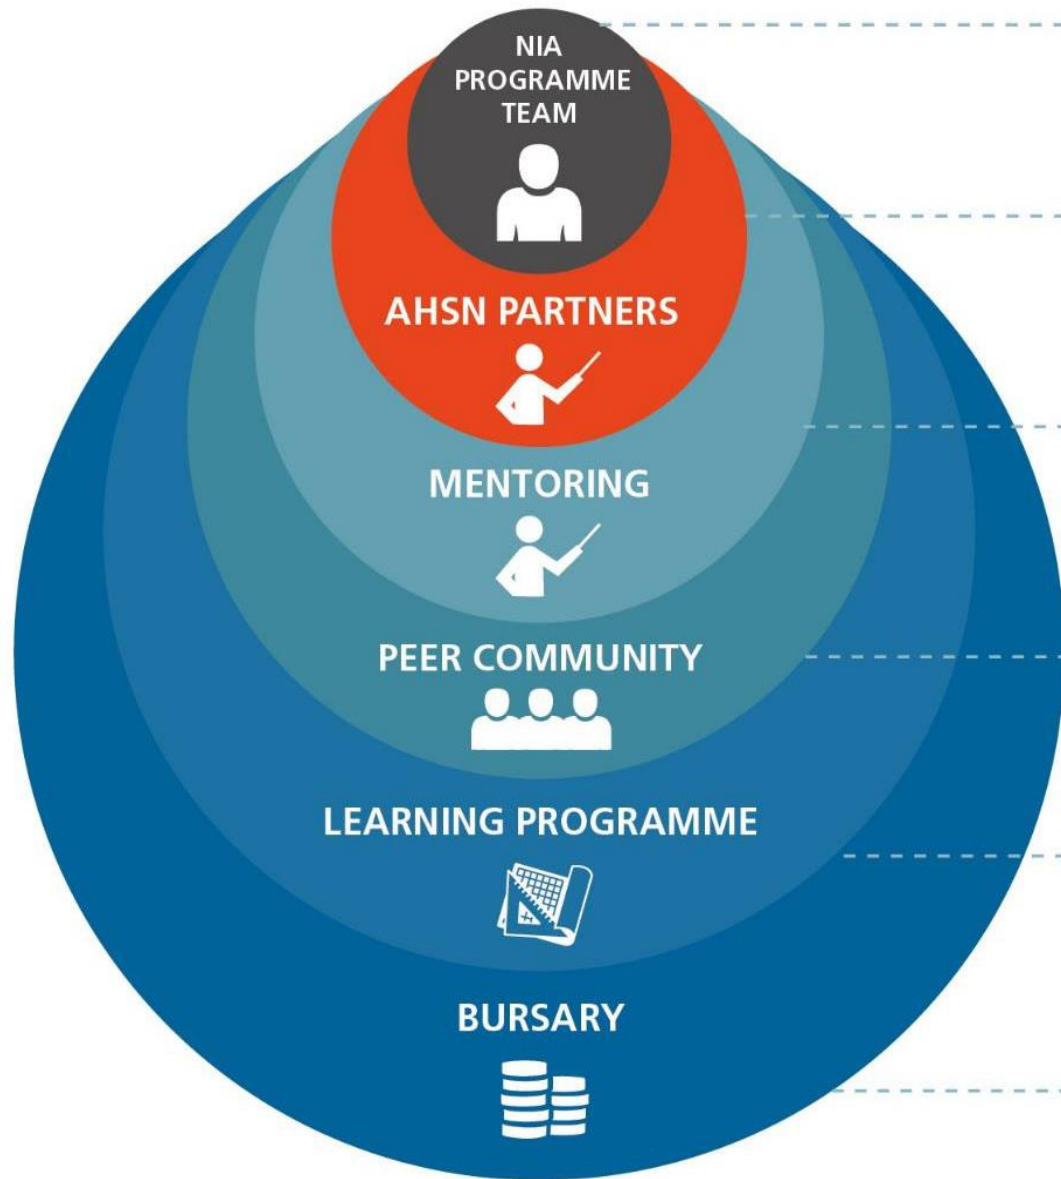 NIA
PROGRAMME
TEAM
AHSN PARTNERS
MENTORING
PEER COMMUNITY
LEARNING PROGRAMME
BURSARY